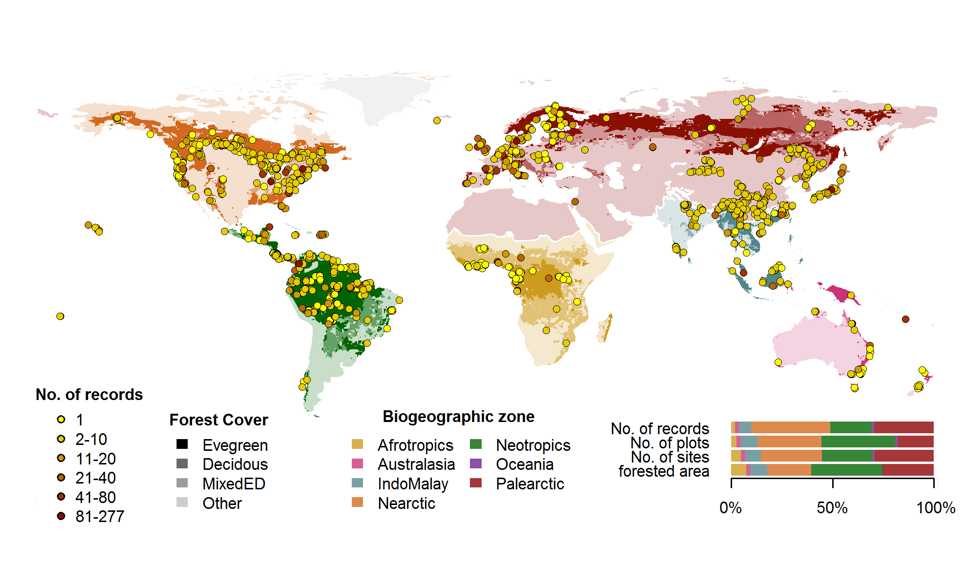 No. of records
1
2-10
11-20
21-40
41-80
81-277
Forest Cover
Evegreen
Decidous
MixedED
Other
Biogeographic zone
Afrotropics
Australasia
IndoMalay
Nearctic
Neotropics
Oceania
Palearctic
No. of records
No. of plots
No. of sites
forested area
0%
50%
100%